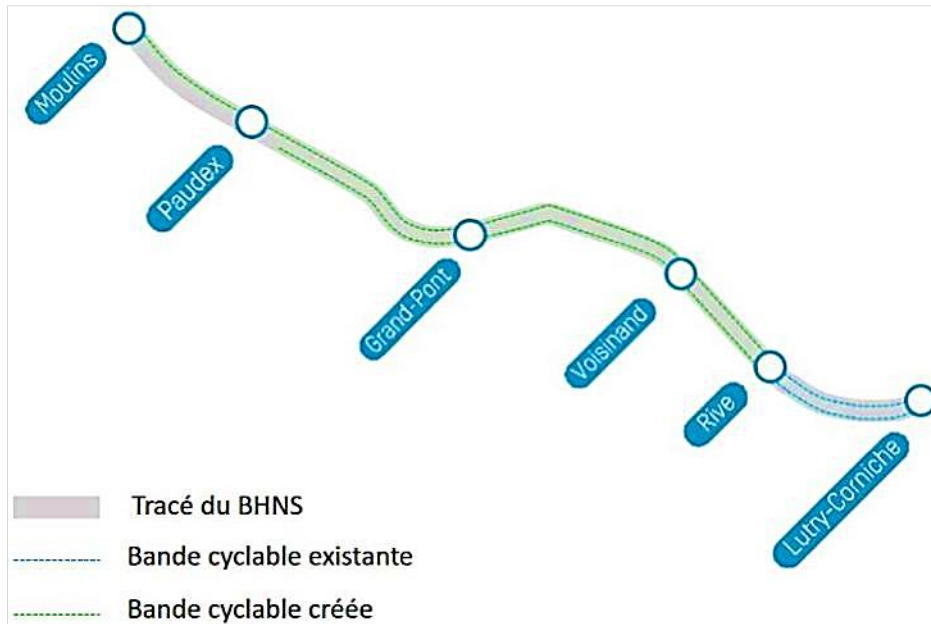 Moulins
Paudex
Grand-Pont
Voisinand
Rive
Lutry-Corniche
Tracé du BHNS
Bande cyclable existante
Bande cyclable créée